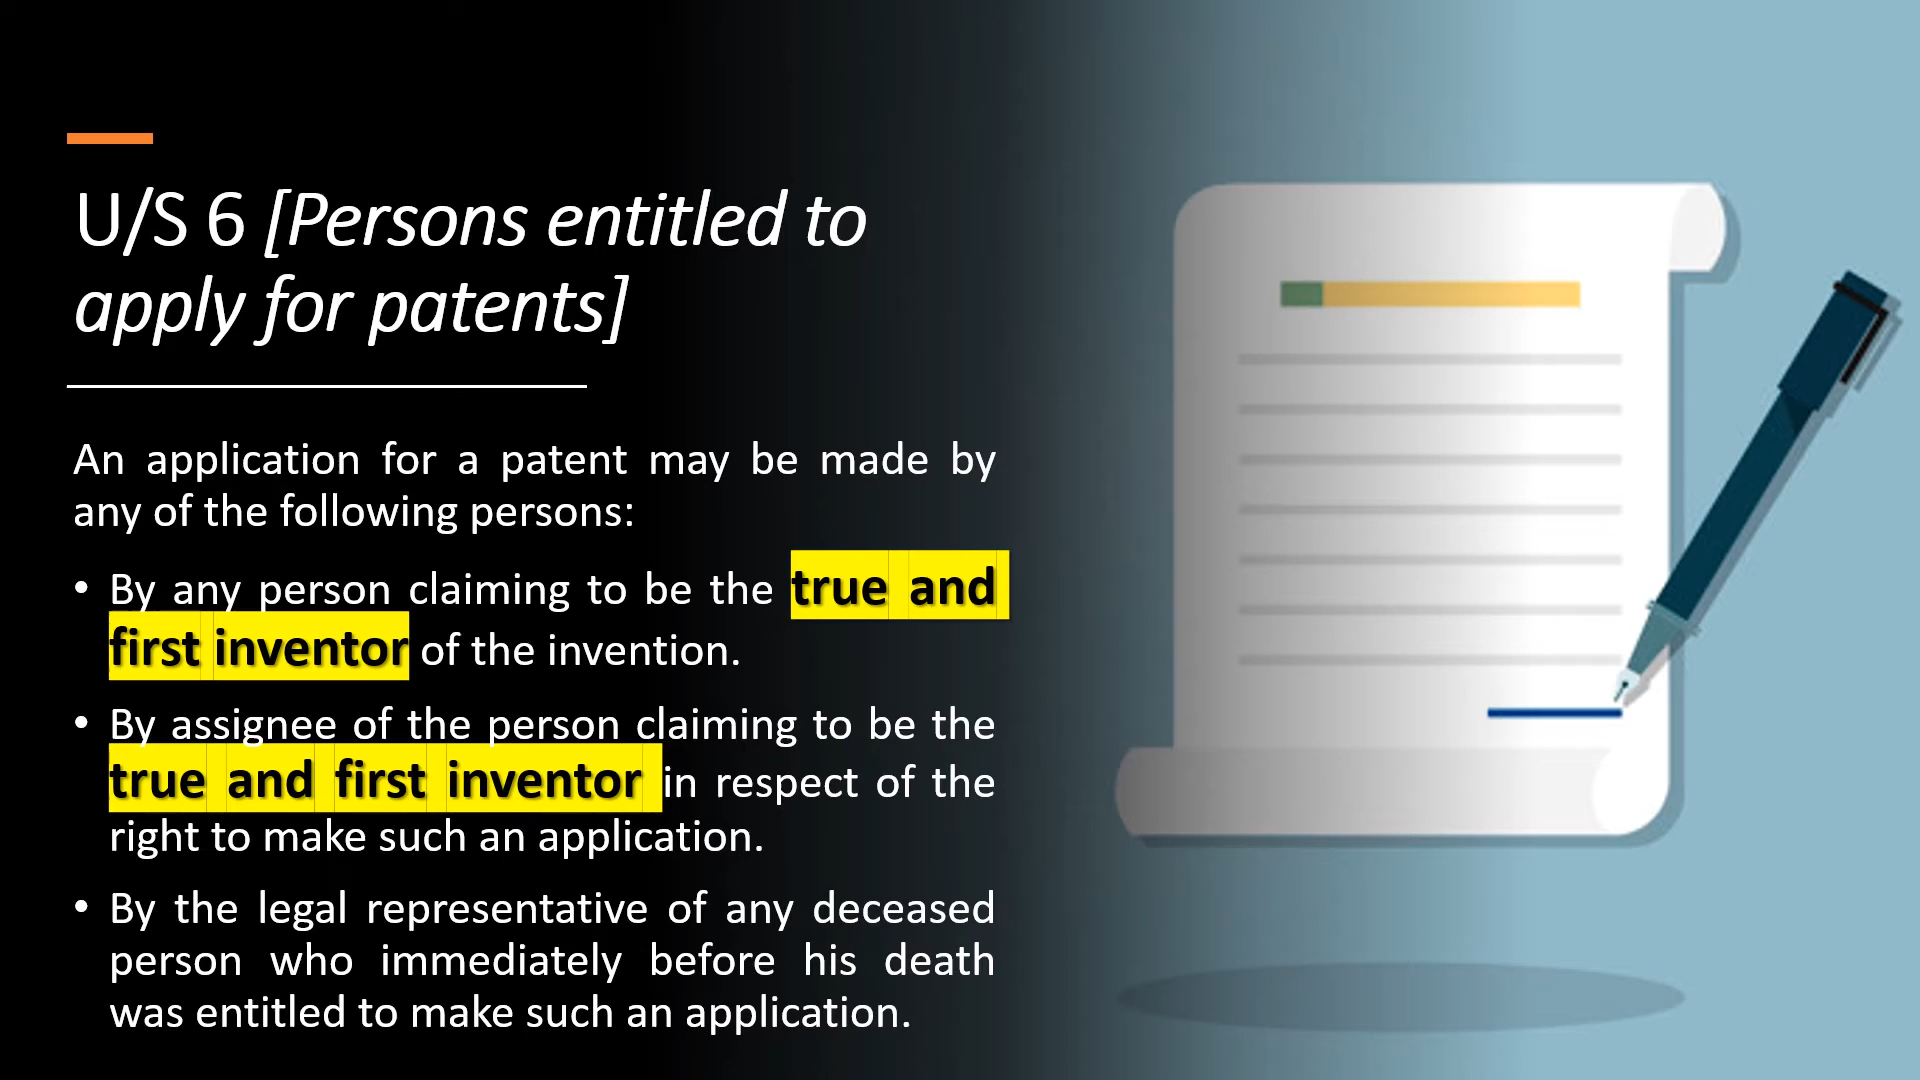 U/S 6 [Persons entitled to
apply for patents]
An application for a patent may be made by
any of the following persons:
• By any person claiming to be the true and
first inventor of the invention.
• By assignee of the person claiming to be the
true and first inventor in respect of the
right to make such an application.
• By the legal representative of any deceased
person who immediately before his death
was entitled to make such an application.